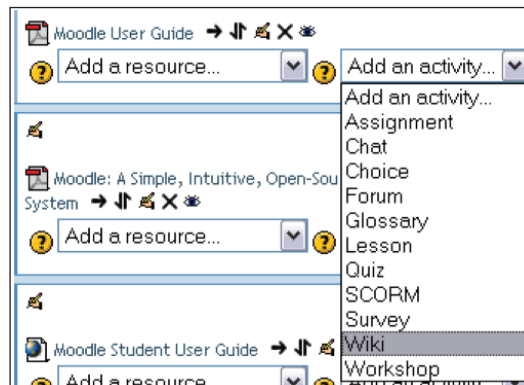 Moodle User Guide
Add a resource... Add an activity...
Add an activity...
Assignment
Chat
Choice
Forum
Glossary
Lesson
Quiz
SCORM
Survey
Wiki
Workshop
Moodle: A Simple, Intuitive, Open-Sou
System
Add a resource...
Moodle Student User Guide
Add a resource